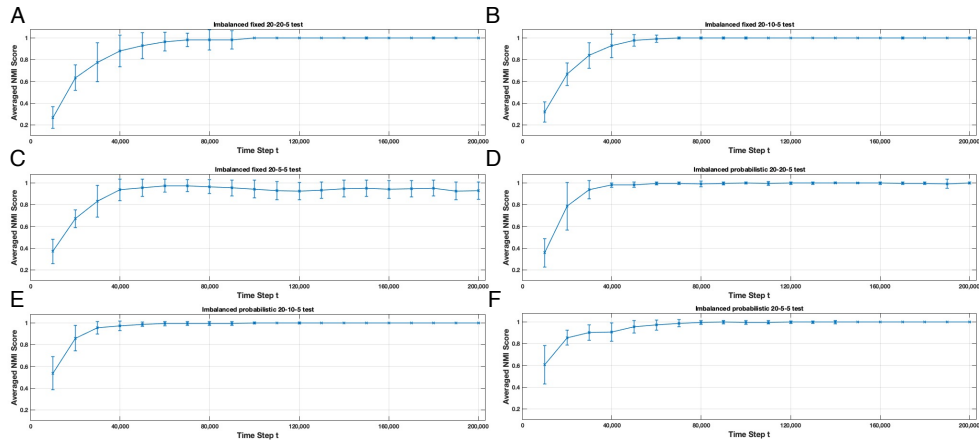 A
Imbalanced fixed 20-20-5 test
Averaged NMI Score
1
0.8
0.6
0.4
0.2
0 40,000 80,000 120,000 160,000 200,000
Time Step t
B
Imbalanced fixed 20-10-5 test
Averaged NMI Score
1
0.8
0.6
0.4
0.2
0 40,000 80,000 120,000 160,000 200,000
Time Step t
C
Imbalanced fixed 20-5-5 test
Averaged NMI Score
1
0.8
0.6
0.4
0.2
0 40,000 80,000 120,000 160,000 200,000
Time Step t
D
Imbalanced probabilistic 20-20-5 test
Averaged NMI Score
1
0.8
0.6
0.4
0.2
0 40,000 80,000 120,000 160,000 200,000
Time Step t
E
Imbalanced probabilistic 20-10-5 test
Averaged NMI Score
1
0.8
0.6
0.4
0.2
0 40,000 80,000 120,000 160,000 200,000
Time Step t
F
Imbalanced probabilistic 20-5-5 test
Averaged NMI Score
1
0.8
0.6
0.4
0.2
0 40,000 80,000 120,000 160,000 200,000
Time Step t